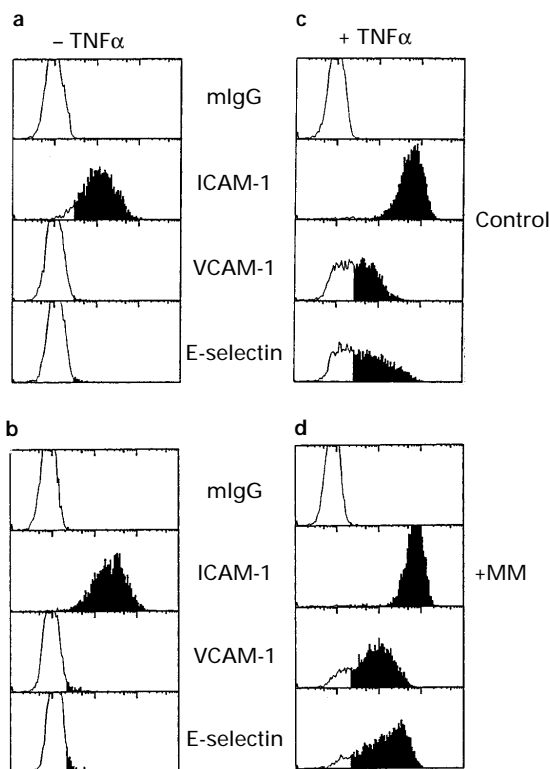 a
– TNFα
c
+ TNFα
mIgG
ICAM-1
VCAM-1
E-selectin
Control
b
d
mIgG
ICAM-1
VCAM-1
E-selectin
+MM